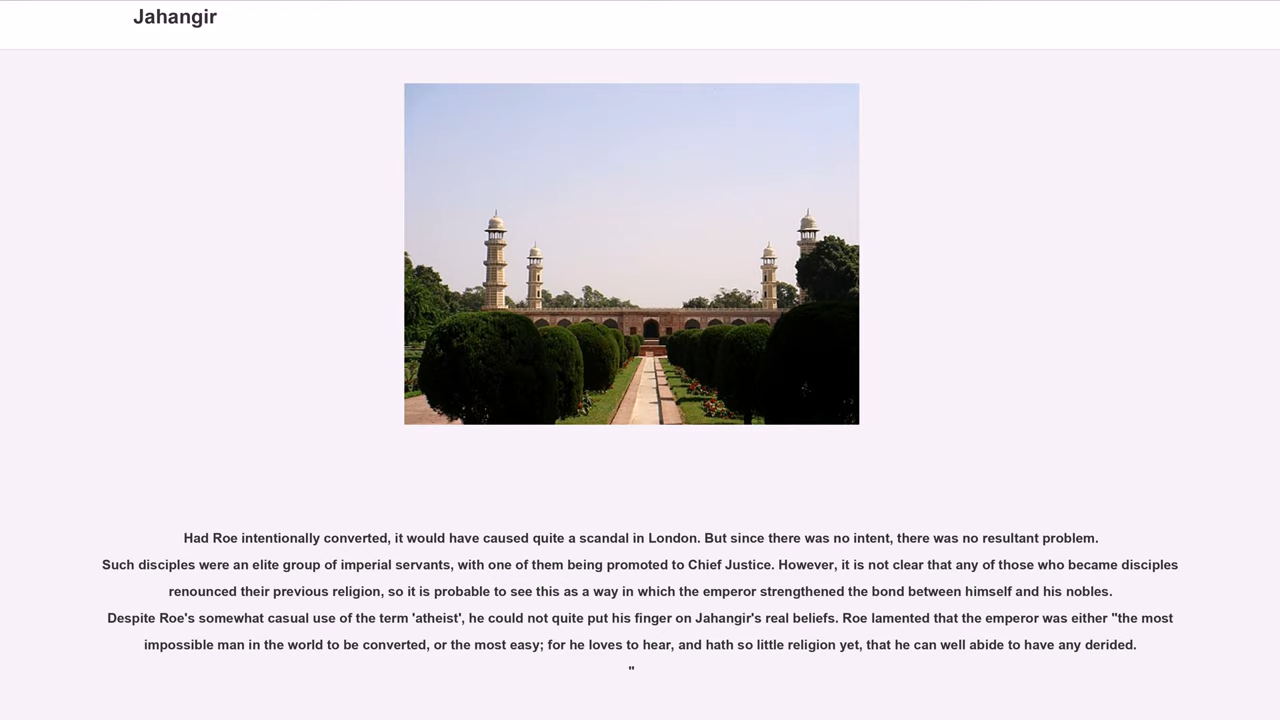 Jahangir
Had Roe intentionally converted, it would have caused quite a scandal in London. But since there was no intent, there was no resultant problem.
Such disciples were an elite group of imperial servants, with one of them being promoted to Chief Justice. However, it is not clear that any of those who became disciples
renounced their previous religion, so it is probable to see this as a way in which the emperor strengthened the bond between himself and his nobles.
Despite Roe's somewhat casual use of the term 'atheist', he could not quite put his finger on Jahangir's real beliefs. Roe lamented that the emperor was either "the most
impossible man in the world to be converted, or the most easy; for he loves to hear, and hath so little religion yet, that he can well abide to have any derided.
"